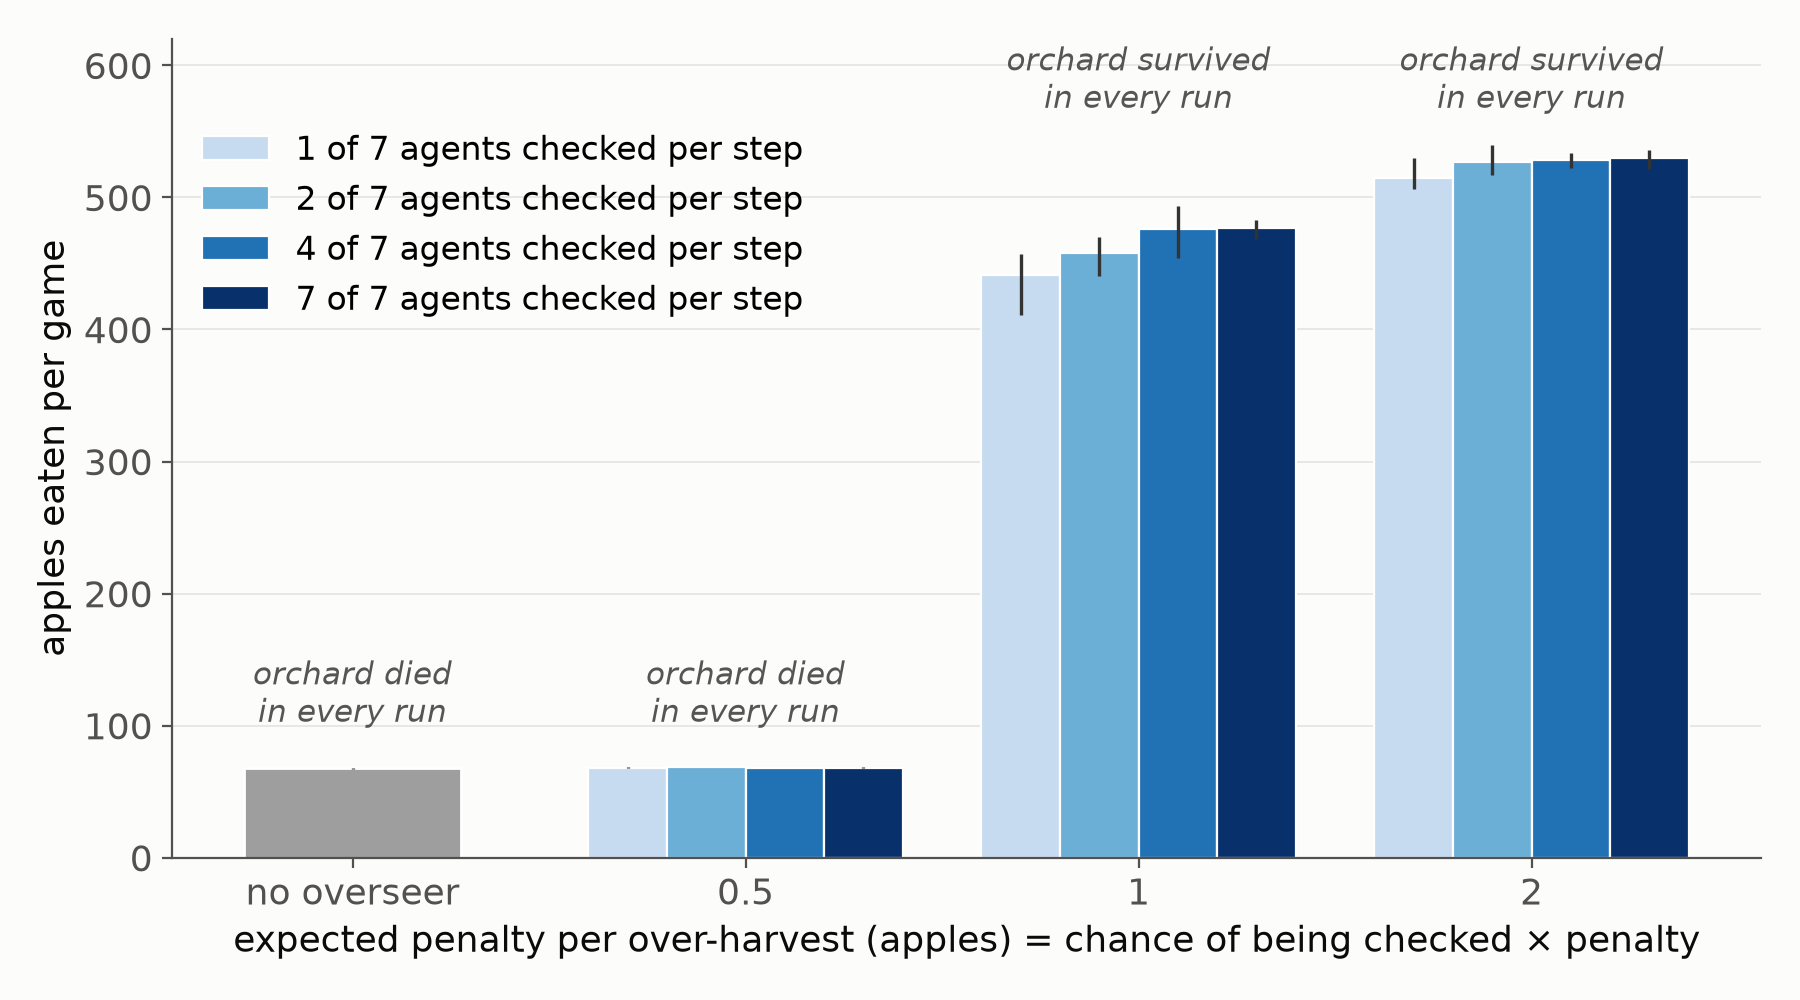 orchard survived
in every run
orchard survived
in every run
1 of 7 agents checked per step
2 of 7 agents checked per step
4 of 7 agents checked per step
7 of 7 agents checked per step
orchard died
in every run
orchard died
in every run
apples eaten per game
600
500
400
300
200
100
0
no overseer
0.5
1
2
expected penalty per over-harvest (apples) = chance of being checked × penalty